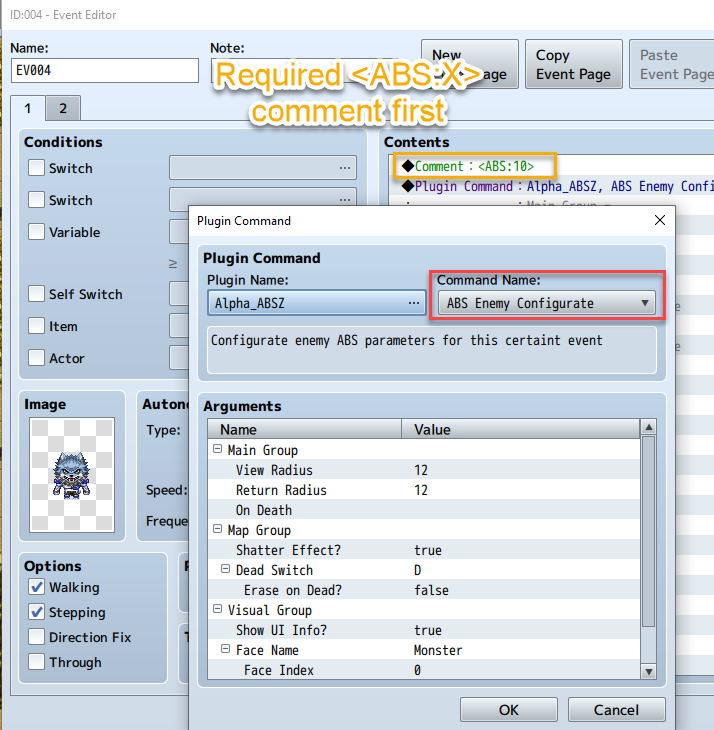 ID:004 - Event Editor
Name:
Note:
EV004
Required <ABS:X>
comment first
New
Page
Copy
Event Page
Paste
Event Page
1
2
Conditions
Switch
...
Switch
...
Variable
≥
Self Switch
Item
Actor
Contents
◆Comment:<ABS:10>
◆Plugin Command:Alpha_ABSZ, ABS Enemy Confi
:Main Group =
Plugin Command
Plugin Command
Plugin Name:
Command Name:
Alpha_ABSZ
...
ABS Enemy Configurate
Configurate enemy ABS parameters for this certaint event
Image
Auton
Type:
Speed:
Freque
Options
Walking
Stepping
Direction Fix
Through
Arguments
Name
Value
Main Group
View Radius
12
Return Radius
12
On Death
Map Group
Shatter Effect?
true
Dead Switch
D
Erase on Dead?
false
Visual Group
Show UI Info?
true
Face Name
Monster
Face Index
0
OK
Cancel